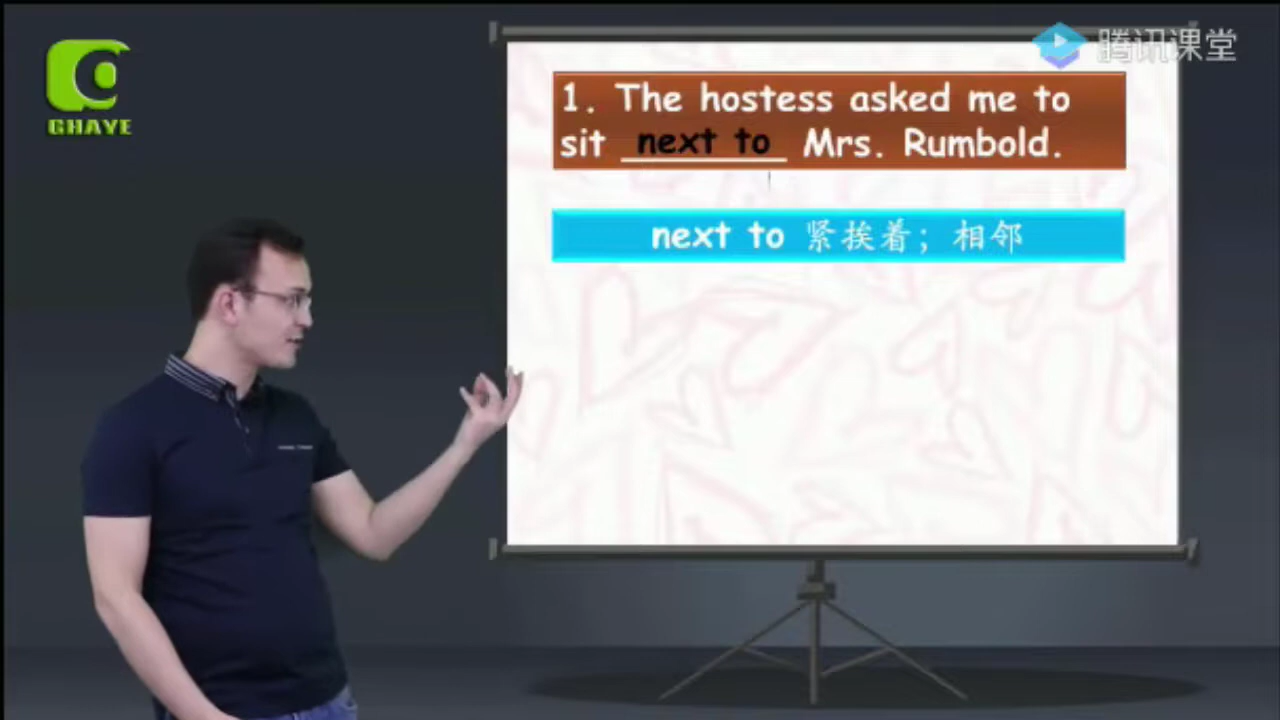 GHAYE
腾讯课堂
1. The hostess asked me to
sit next to Mrs. Rumbold.
next to 紧挨着；相邻